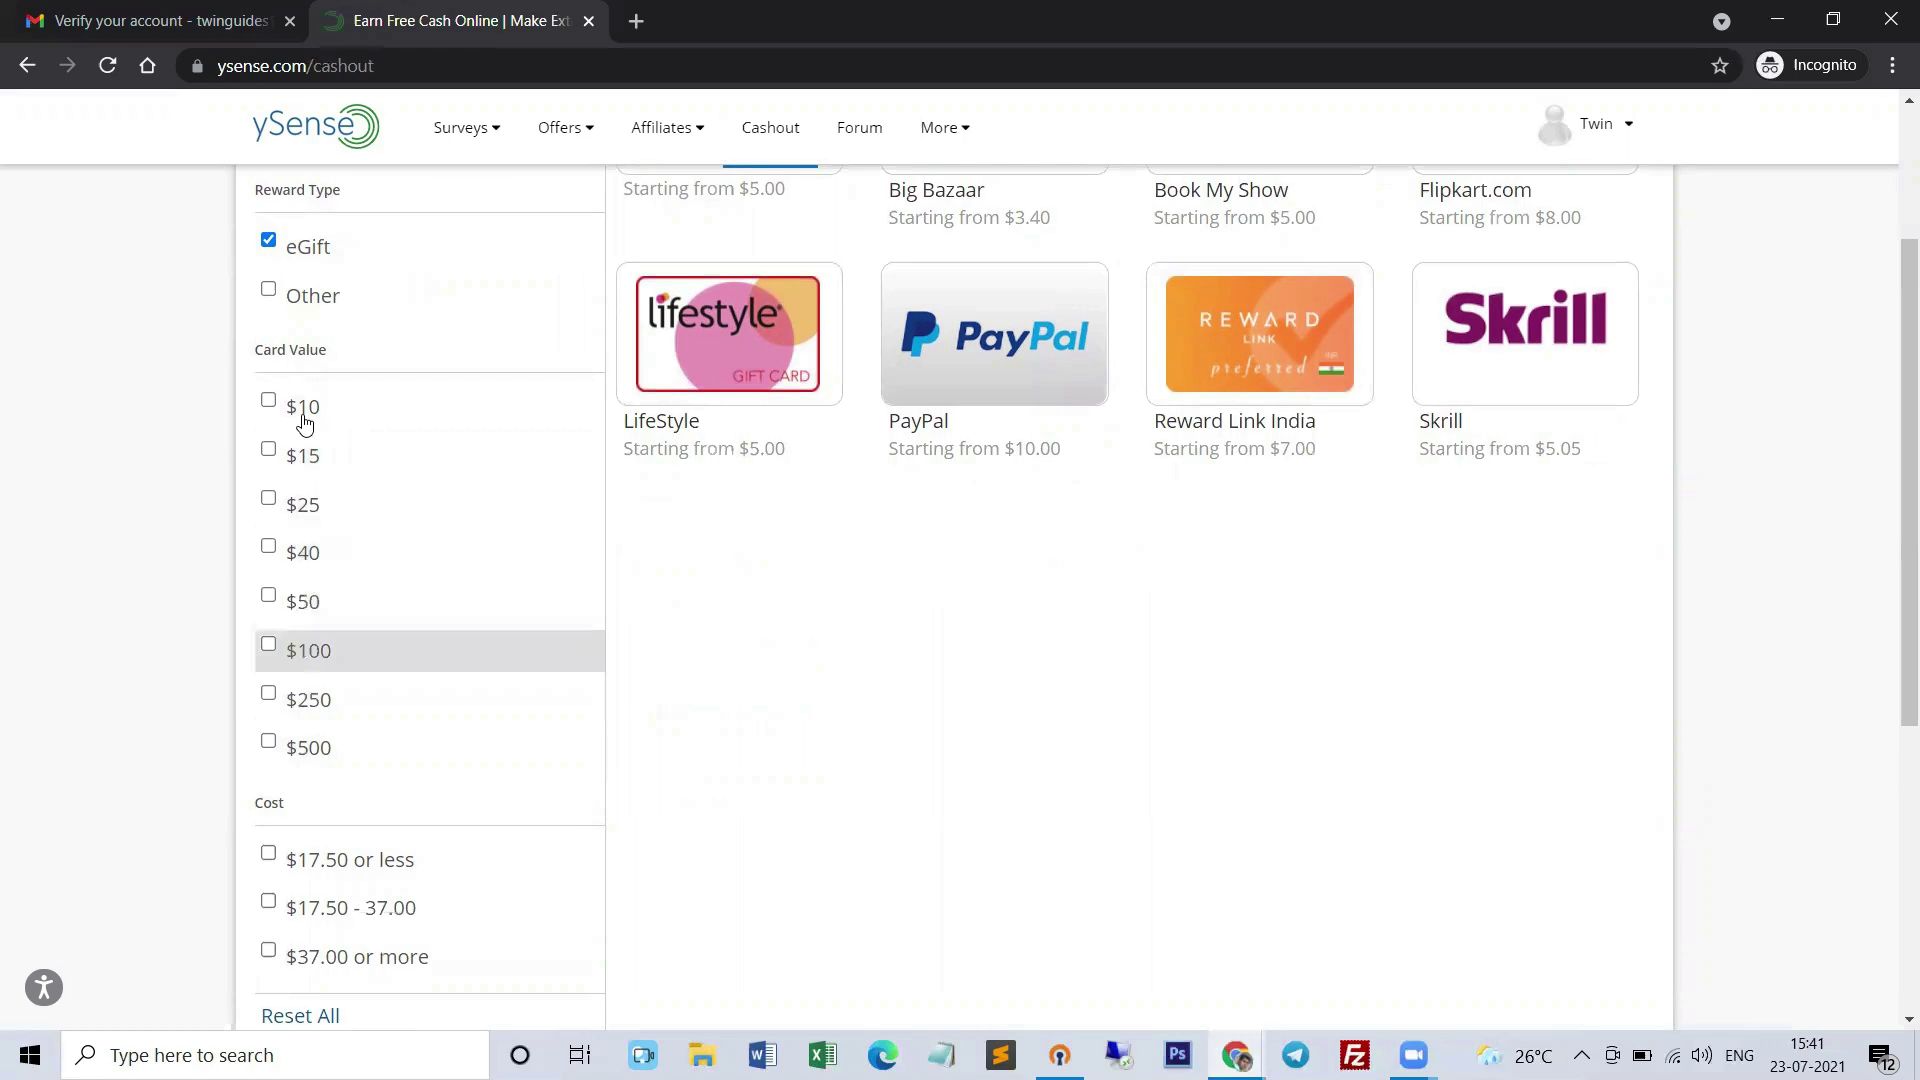 Verify your account - twinguides
Earn Free Cash Online | Make Ext
ysense.com/cashout
Incognito
ySense
Surveys
Offers
Affiliates
Cashout
Forum
More
Twin
Reward Type
eGift
Other
Card Value
$10
$15
$25
$40
$50
$100
$250
$500
Cost
$17.50 or less
$17.50 - 37.00
$37.00 or more
Reset All
Starting from $5.00
Big Bazaar
Starting from $3.40
Book My Show
Starting from $5.00
Flipkart.com
Starting from $8.00
lifestyle
GIFT CARD
LifeStyle
Starting from $5.00
PayPal
PayPal
Starting from $10.00
REWARD
LINK
preferred
INR
Reward Link India
Starting from $7.00
Skrill
Skrill
Starting from $5.05
Type here to search
Ps
26°C
ENG
15:41
23-07-2021
12